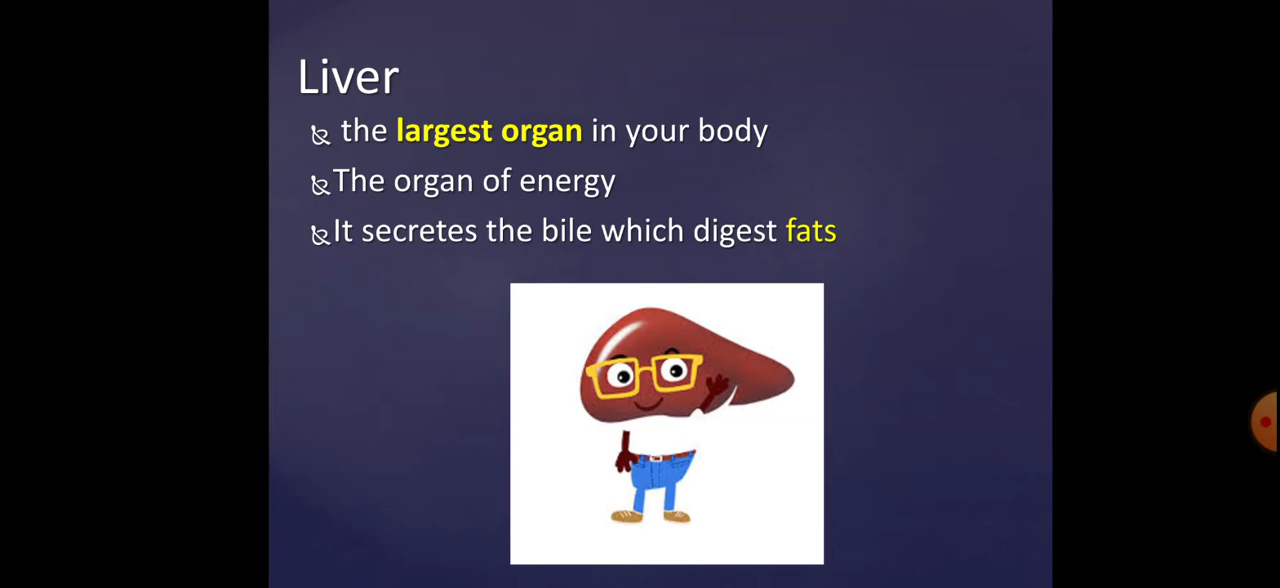 Liver
the largest organ in your body
The organ of energy
It secretes the bile which digest fats